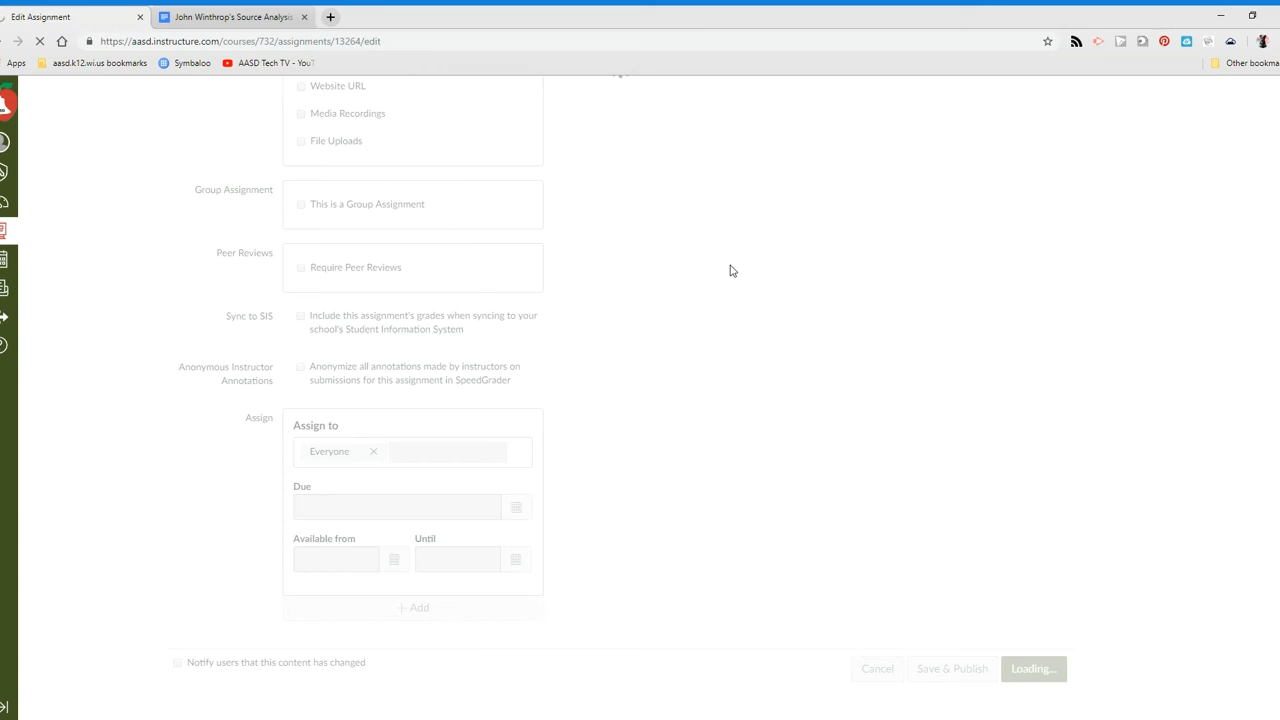 Edit Assignment
John Winthrop's Source Analysis
https://aasd.instructure.com/courses/732/assignments/13264/edit
Apps
aasd.k12.wi.us bookmarks
Symbaloo
AASD Tech TV - YouT
Other bookma
Website URL
Media Recordings
File Uploads
Group Assignment
This is a Group Assignment
Peer Reviews
Require Peer Reviews
Sync to SIS
Include this assignment's grades when syncing to your
school's Student Information System
Anonymous Instructor
Annotations
Anonymize all annotations made by instructors on
submissions for this assignment in SpeedGrader
Assign
Assign to
Everyone
Due
Available from
Until
+ Add
Notify users that this content has changed
Cancel
Save & Publish
Loading...